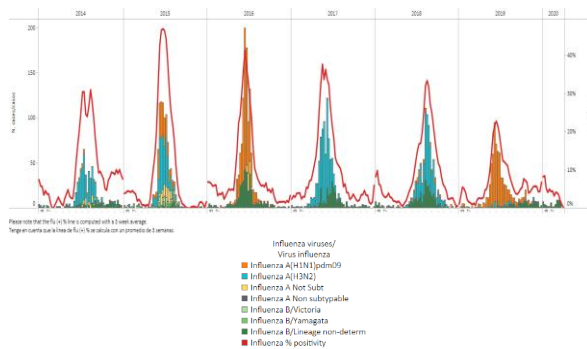 2014 2015 2016 2017 2018 2019 2020
200
150
100
50
0
40%
30%
20%
10%
0%
Please note that the flu (+) % line is computed with a 3 week average.
Tenga en cuenta que la línea de flu (+) % se calcula con un promedio de 3 semanas.
Influenza viruses/
Virus influenza
Influenza A(H1N1)pdm09
Influenza A(H3N2)
Influenza A Not Subt
Influenza A Non subtypable
Influenza B/Victoria
Influenza B/Yamagata
Influenza B/Lineage non-determ
Influenza % positivity